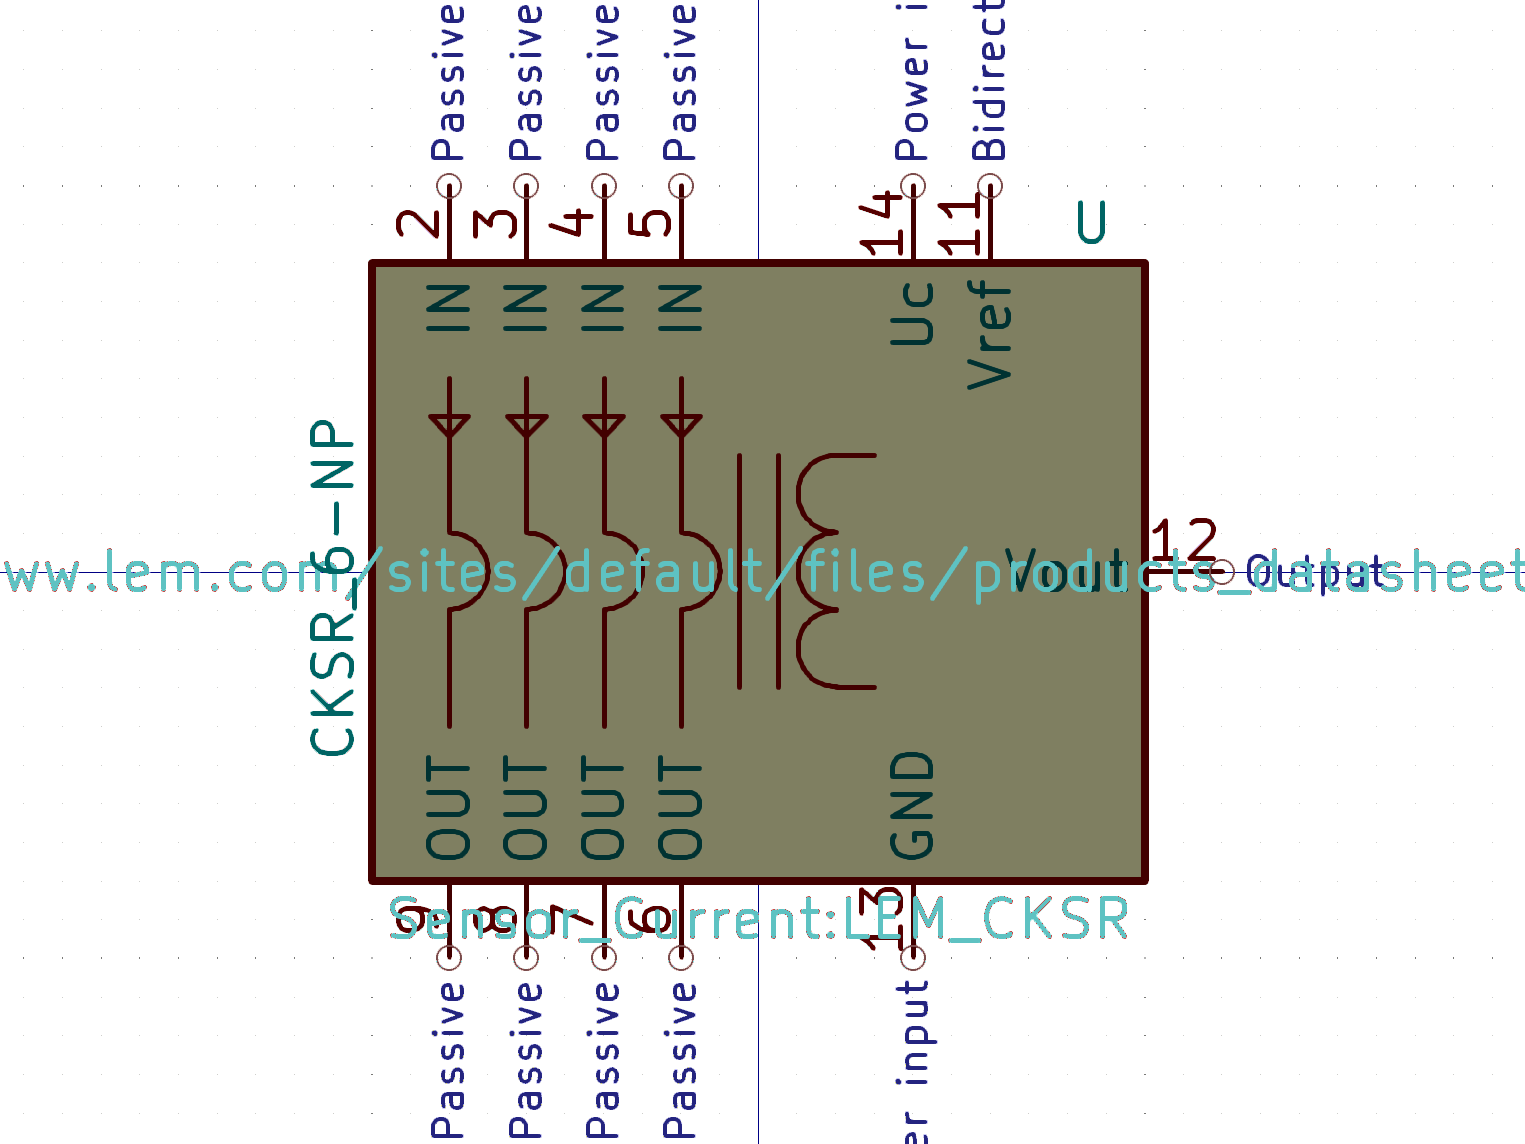 Passive Passive Passive Passive Power i Bidirect
2 3 4 5 14 11 U
IN IN IN IN Uc Vref
CKSR_6-NP
12
ww.lem.com/sites/default/files/products_datasheet
Vout Output
OUT OUT OUT OUT GND
9 8 7 6 13
Sensor_Current:LEM_CKSR
Passive Passive Passive Passive er input